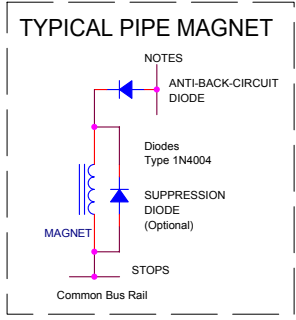 TYPICAL PIPE MAGNET
NOTES
ANTI-BACK-CIRCUIT
DIODE
Diodes
Type 1N4004
SUPPRESSION
DIODE
(Optional)
MAGNET
STOPS
Common Bus Rail